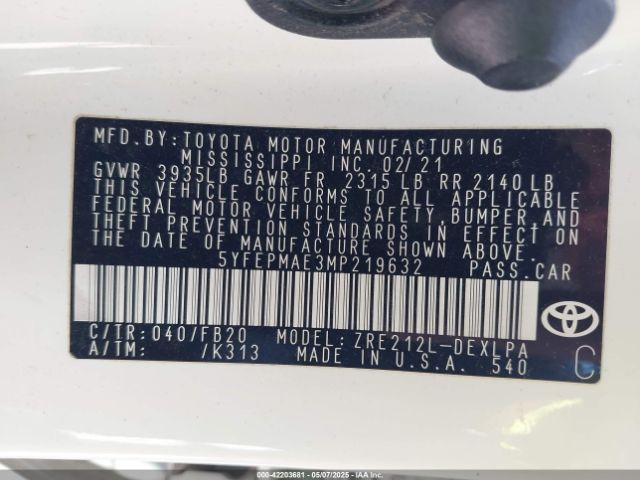 MFD. BY: TOYOTA MOTOR MANUFACTURING
MISSISSIPPI INC. 02/21
GVWR 3935LB GAWR FR 2315 LB RR 2140 LB
THIS VEHICLE CONFORMS TO ALL APPLICABLE
FEDERAL MOTOR VEHICLE SAFETY, BUMPER, AND
THEFT PREVENTION STANDARDS IN EFFECT ON
THE DATE OF MANUFACTURE SHOWN ABOVE.
5YFEPMAE3MP219632 PASS. CAR
C/TR: 040/FB20 MODEL: ZRE212L-DEXLPA
A/TM: /K313 MADE IN U.S.A. 540
TOYOTA
C
000-42203681 - 05/07/2025 - IAA Inc.